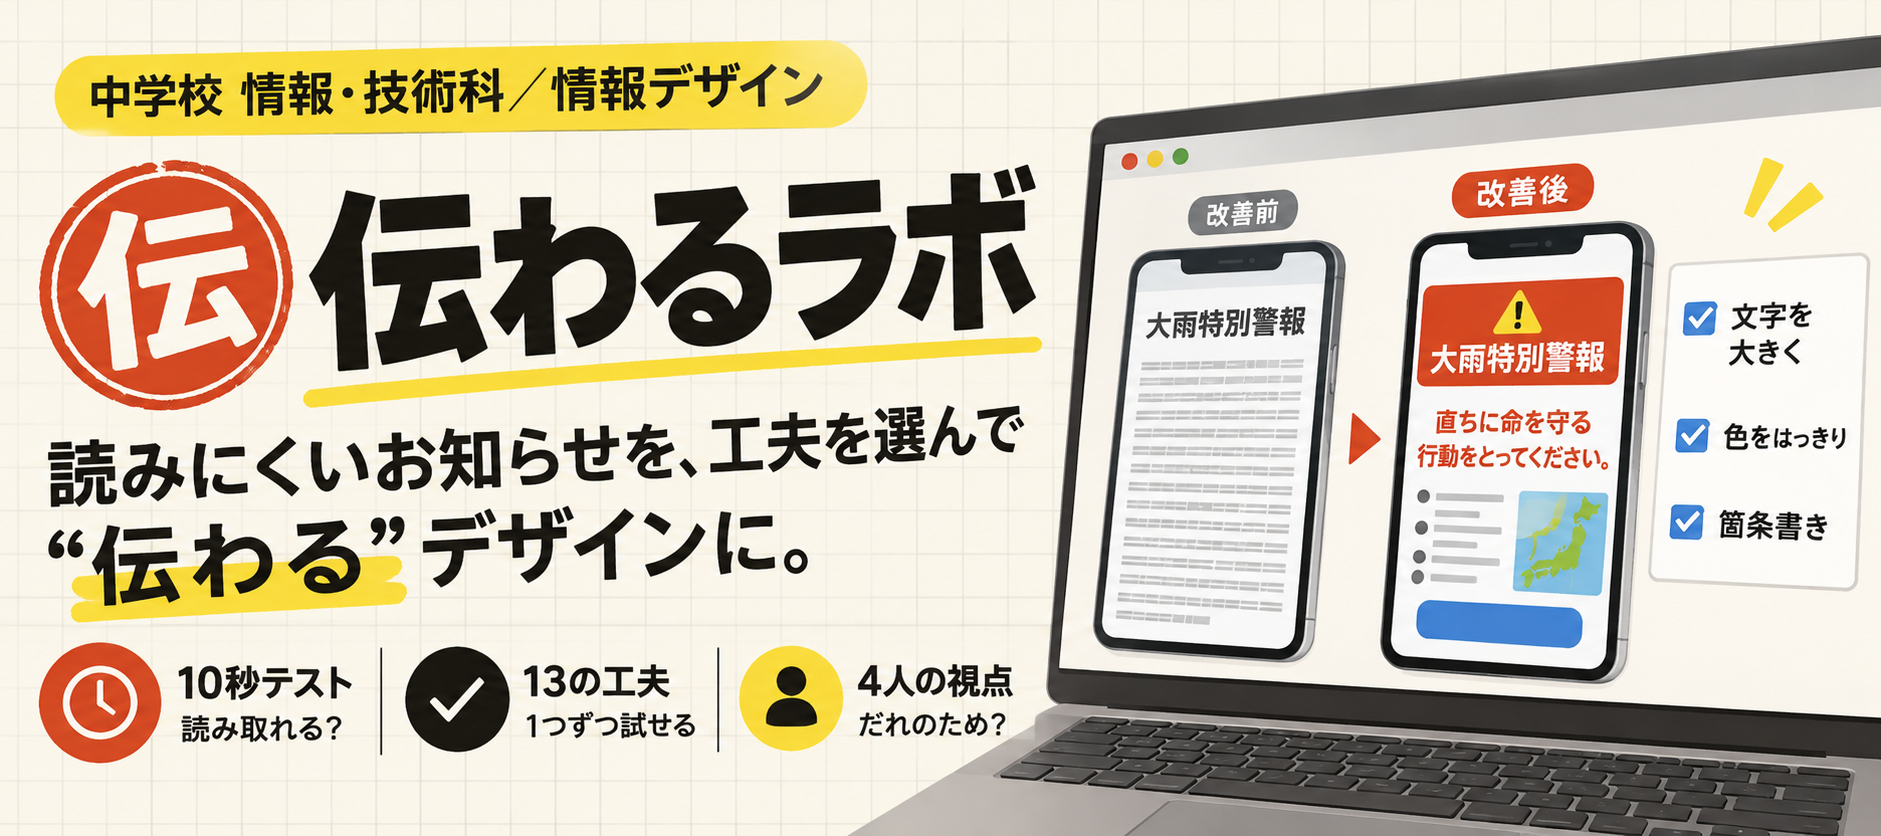 中学校 情報・技術科／情報デザイン
伝
伝わるラボ
読みにくいお知らせを、工夫を選んで
“伝わる”デザインに。
10秒テスト
読み取れる？
13の工夫
1つずつ試せる
4人の視点
だれのため？
改善前
大雨特別警報
改善後
大雨特別警報
直ちに命を守る
行動をとってください。
文字を
大きく
色をはっきり
箇条書き